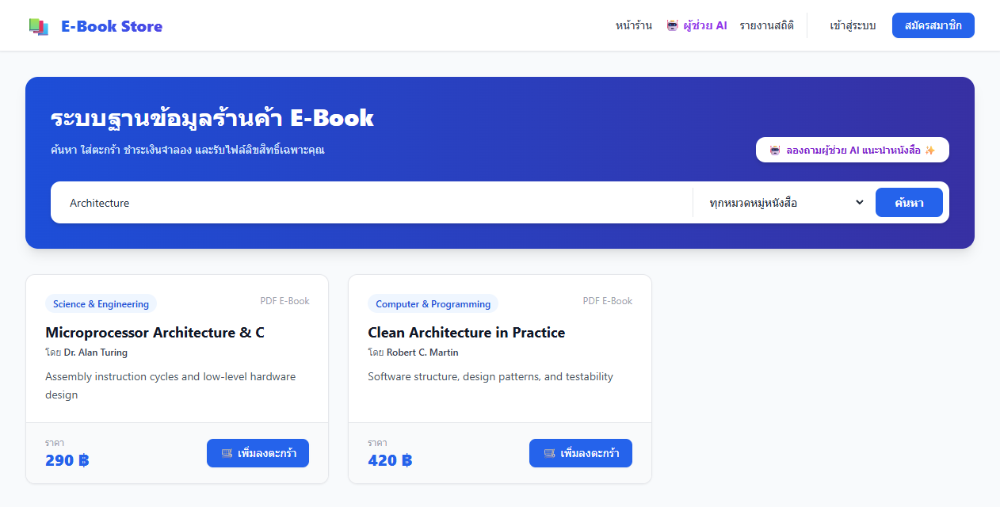 E-Book Store
หน้าร้าน ผู้ช่วย AI รายงานสถิติ เข้าสู่ระบบ สมัครสมาชิก
ระบบฐานข้อมูลร้านค้า E-Book
ค้นหา ใส่ตะกร้า ชำระเงินจำลอง และรับไฟล์ลิขสิทธิ์เฉพาะคุณ
ลองถามผู้ช่วย AI แนะนำหนังสือ ✨
Architecture ทุกหมวดหมู่หนังสือ ค้นหา
Science & Engineering PDF E-Book
Microprocessor Architecture & C
โดย Dr. Alan Turing
Assembly instruction cycles and low-level hardware
design
ราคา
290 ฿ เพิ่มลงตะกร้า
Computer & Programming PDF E-Book
Clean Architecture in Practice
โดย Robert C. Martin
Software structure, design patterns, and testability
ราคา
420 ฿ เพิ่มลงตะกร้า